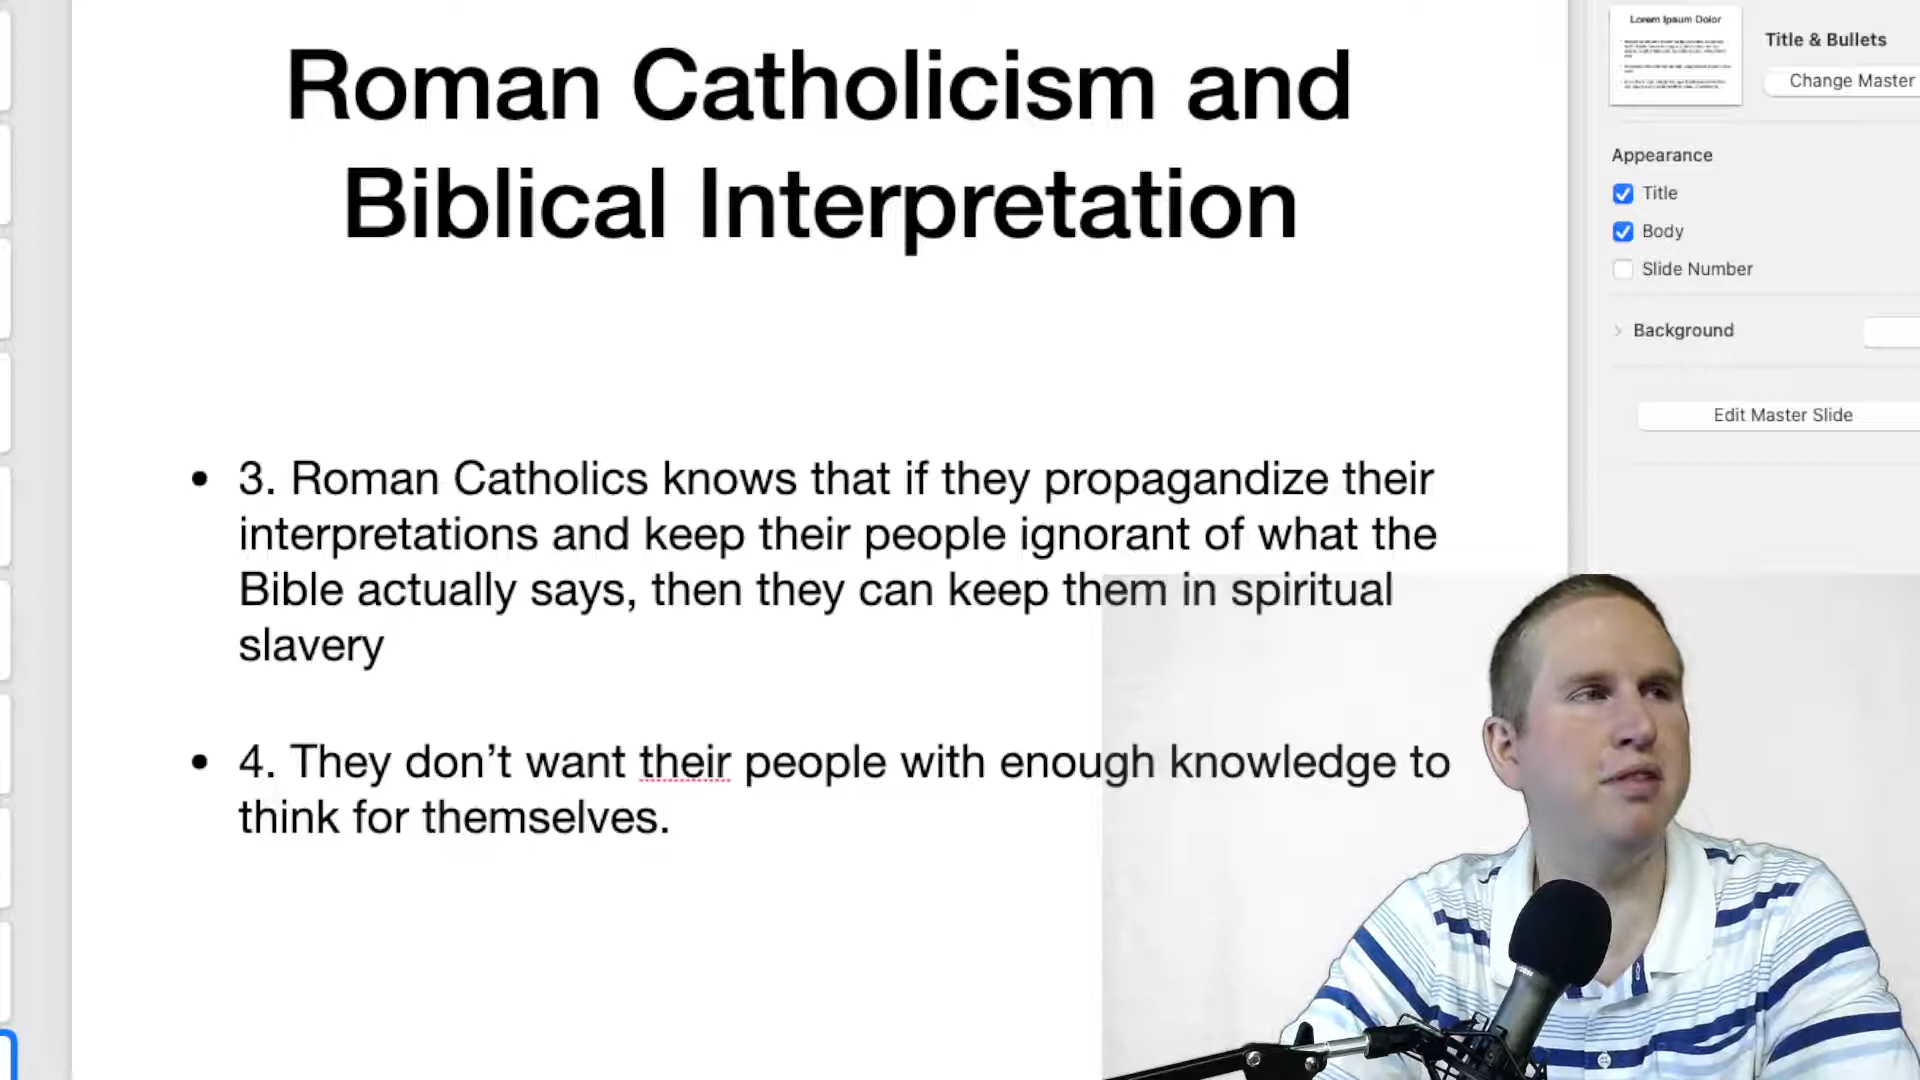 Roman Catholicism and
Biblical Interpretation
• 3. Roman Catholics knows that if they propagandize their
interpretations and keep their people ignorant of what the
Bible actually says, then they can keep them in spiritual
slavery
• 4. They don’t want their people with enough knowledge to
think for themselves.
Lorem Ipsum Dolor
Title & Bullets
Change Master
Appearance
Title
Body
Slide Number
Background
Edit Master Slide